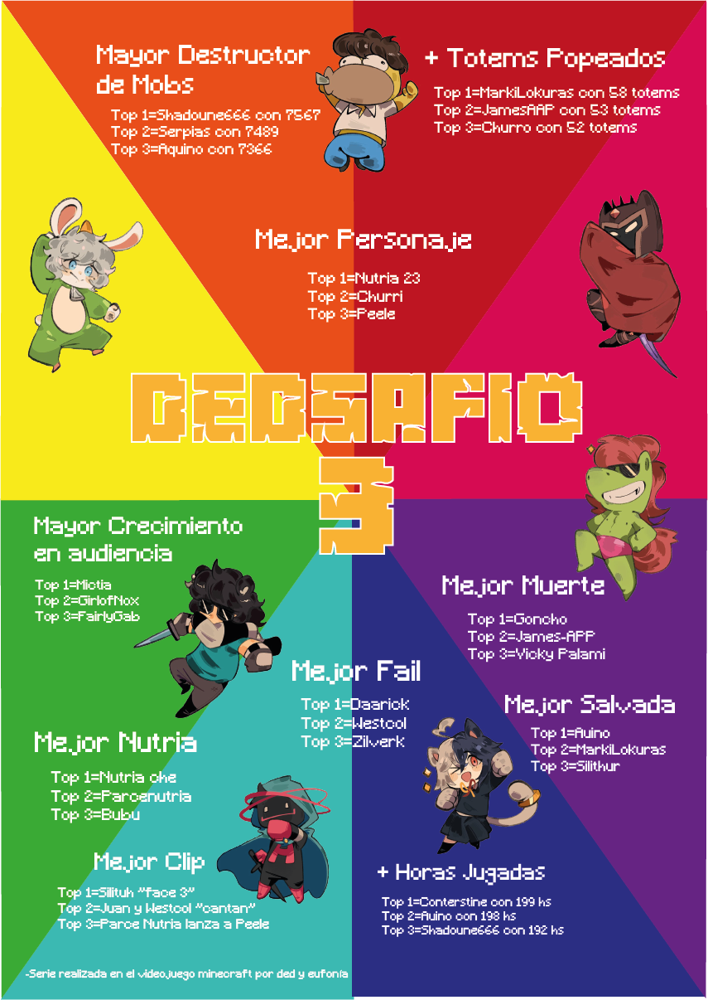 Mayor Destructor
de Mobs
Top 1=Shadoune666 con 7567
Top 2=Serpias con 7489
Top 3=Aquino con 7366
+ Totems Popeados
Top 1=MarkiLokuras con 58 totems
Top 2=JamesAAP con 53 totems
Top 3=Churro con 52 totems
Mejor Personaje
Top 1=Nutria 23
Top 2=Churri
Top 3=Peele
DEDSAFIO
3
Mayor Crecimiento
en audiencia
Top 1=Mictia
Top 2=GirlofNox
Top 3=FairlyGab
Mejor Muerte
Top 1=Goncho
Top 2=James-APP
Top 3=Vicky Palami
Mejor Fail
Top 1=Daarick
Top 2=Westcol
Top 3=Zilverk
Mejor Salvada
Top 1=Auino
Top 2=MarkiLokuras
Top 3=Silithur
Mejor Nutria
Top 1=Nutria che
Top 2=Parcenutria
Top 3=Bubu
Mejor Clip
Top 1=Silituh "face 3"
Top 2=Juan y Westcol "cantan"
Top 3=Parce Nutria lanza a Peele
+ Horas Jugadas
Top 1=Conterstine con 199 hs
Top 2=Auino con 198 hs
Top 3=Shadoune666 con 192 hs
-Serie realizada en el videojuego minecraft por ded y eufonía